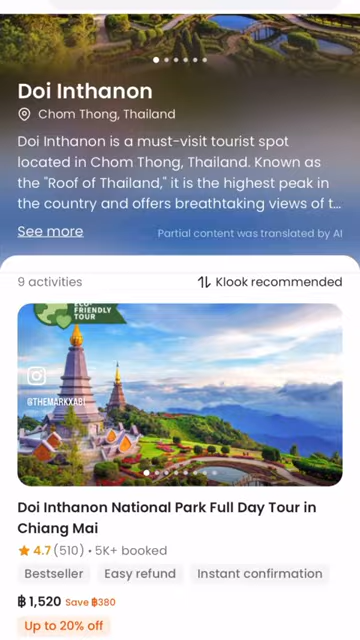 Doi Inthanon
Chom Thong, Thailand
Doi Inthanon is a must-visit tourist spot
located in Chom Thong, Thailand. Known as
the "Roof of Thailand," it is the highest peak in
the country and offers breathtaking views of t...
See more
Partial content was translated by AI
9 activities
Klook recommended
ECO-
FRIENDLY
TOUR
@THEMARKXABI
Doi Inthanon National Park Full Day Tour in
Chiang Mai
4.7 (510) • 5K+ booked
Bestseller
Easy refund
Instant confirmation
฿ 1,520 Save ฿380
Up to 20% off